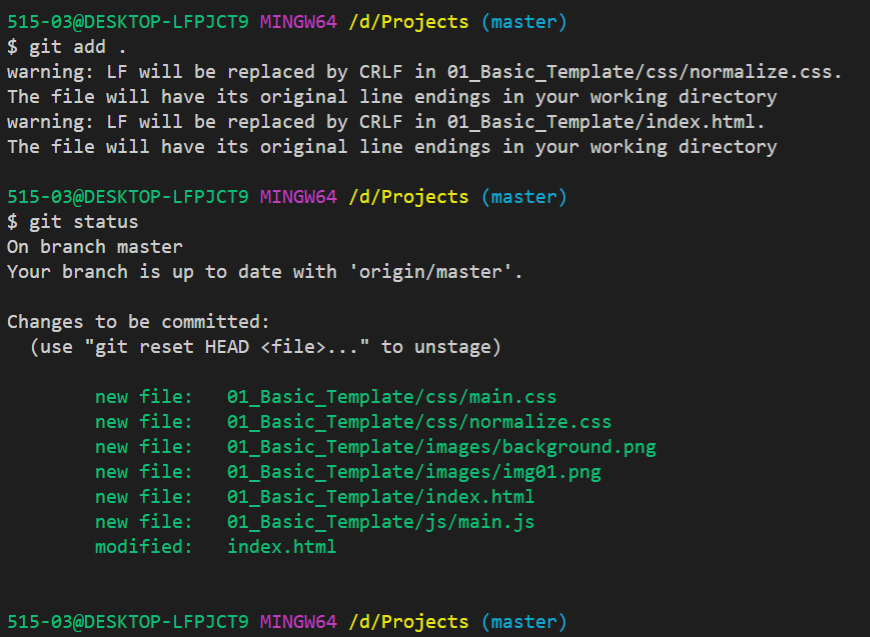 515-03@DESKTOP-LFPJCT9 MINGW64 /d/Projects (master)
$ git add .
warning: LF will be replaced by CRLF in 01_Basic_Template/css/normalize.css.
The file will have its original line endings in your working directory
warning: LF will be replaced by CRLF in 01_Basic_Template/index.html.
The file will have its original line endings in your working directory
515-03@DESKTOP-LFPJCT9 MINGW64 /d/Projects (master)
$ git status
On branch master
Your branch is up to date with 'origin/master'.
Changes to be committed:
  (use "git reset HEAD <file>..." to unstage)
        new file:   01_Basic_Template/css/main.css
        new file:   01_Basic_Template/css/normalize.css
        new file:   01_Basic_Template/images/background.png
        new file:   01_Basic_Template/images/img01.png
        new file:   01_Basic_Template/index.html
        new file:   01_Basic_Template/js/main.js
        modified:   index.html
515-03@DESKTOP-LFPJCT9 MINGW64 /d/Projects (master)